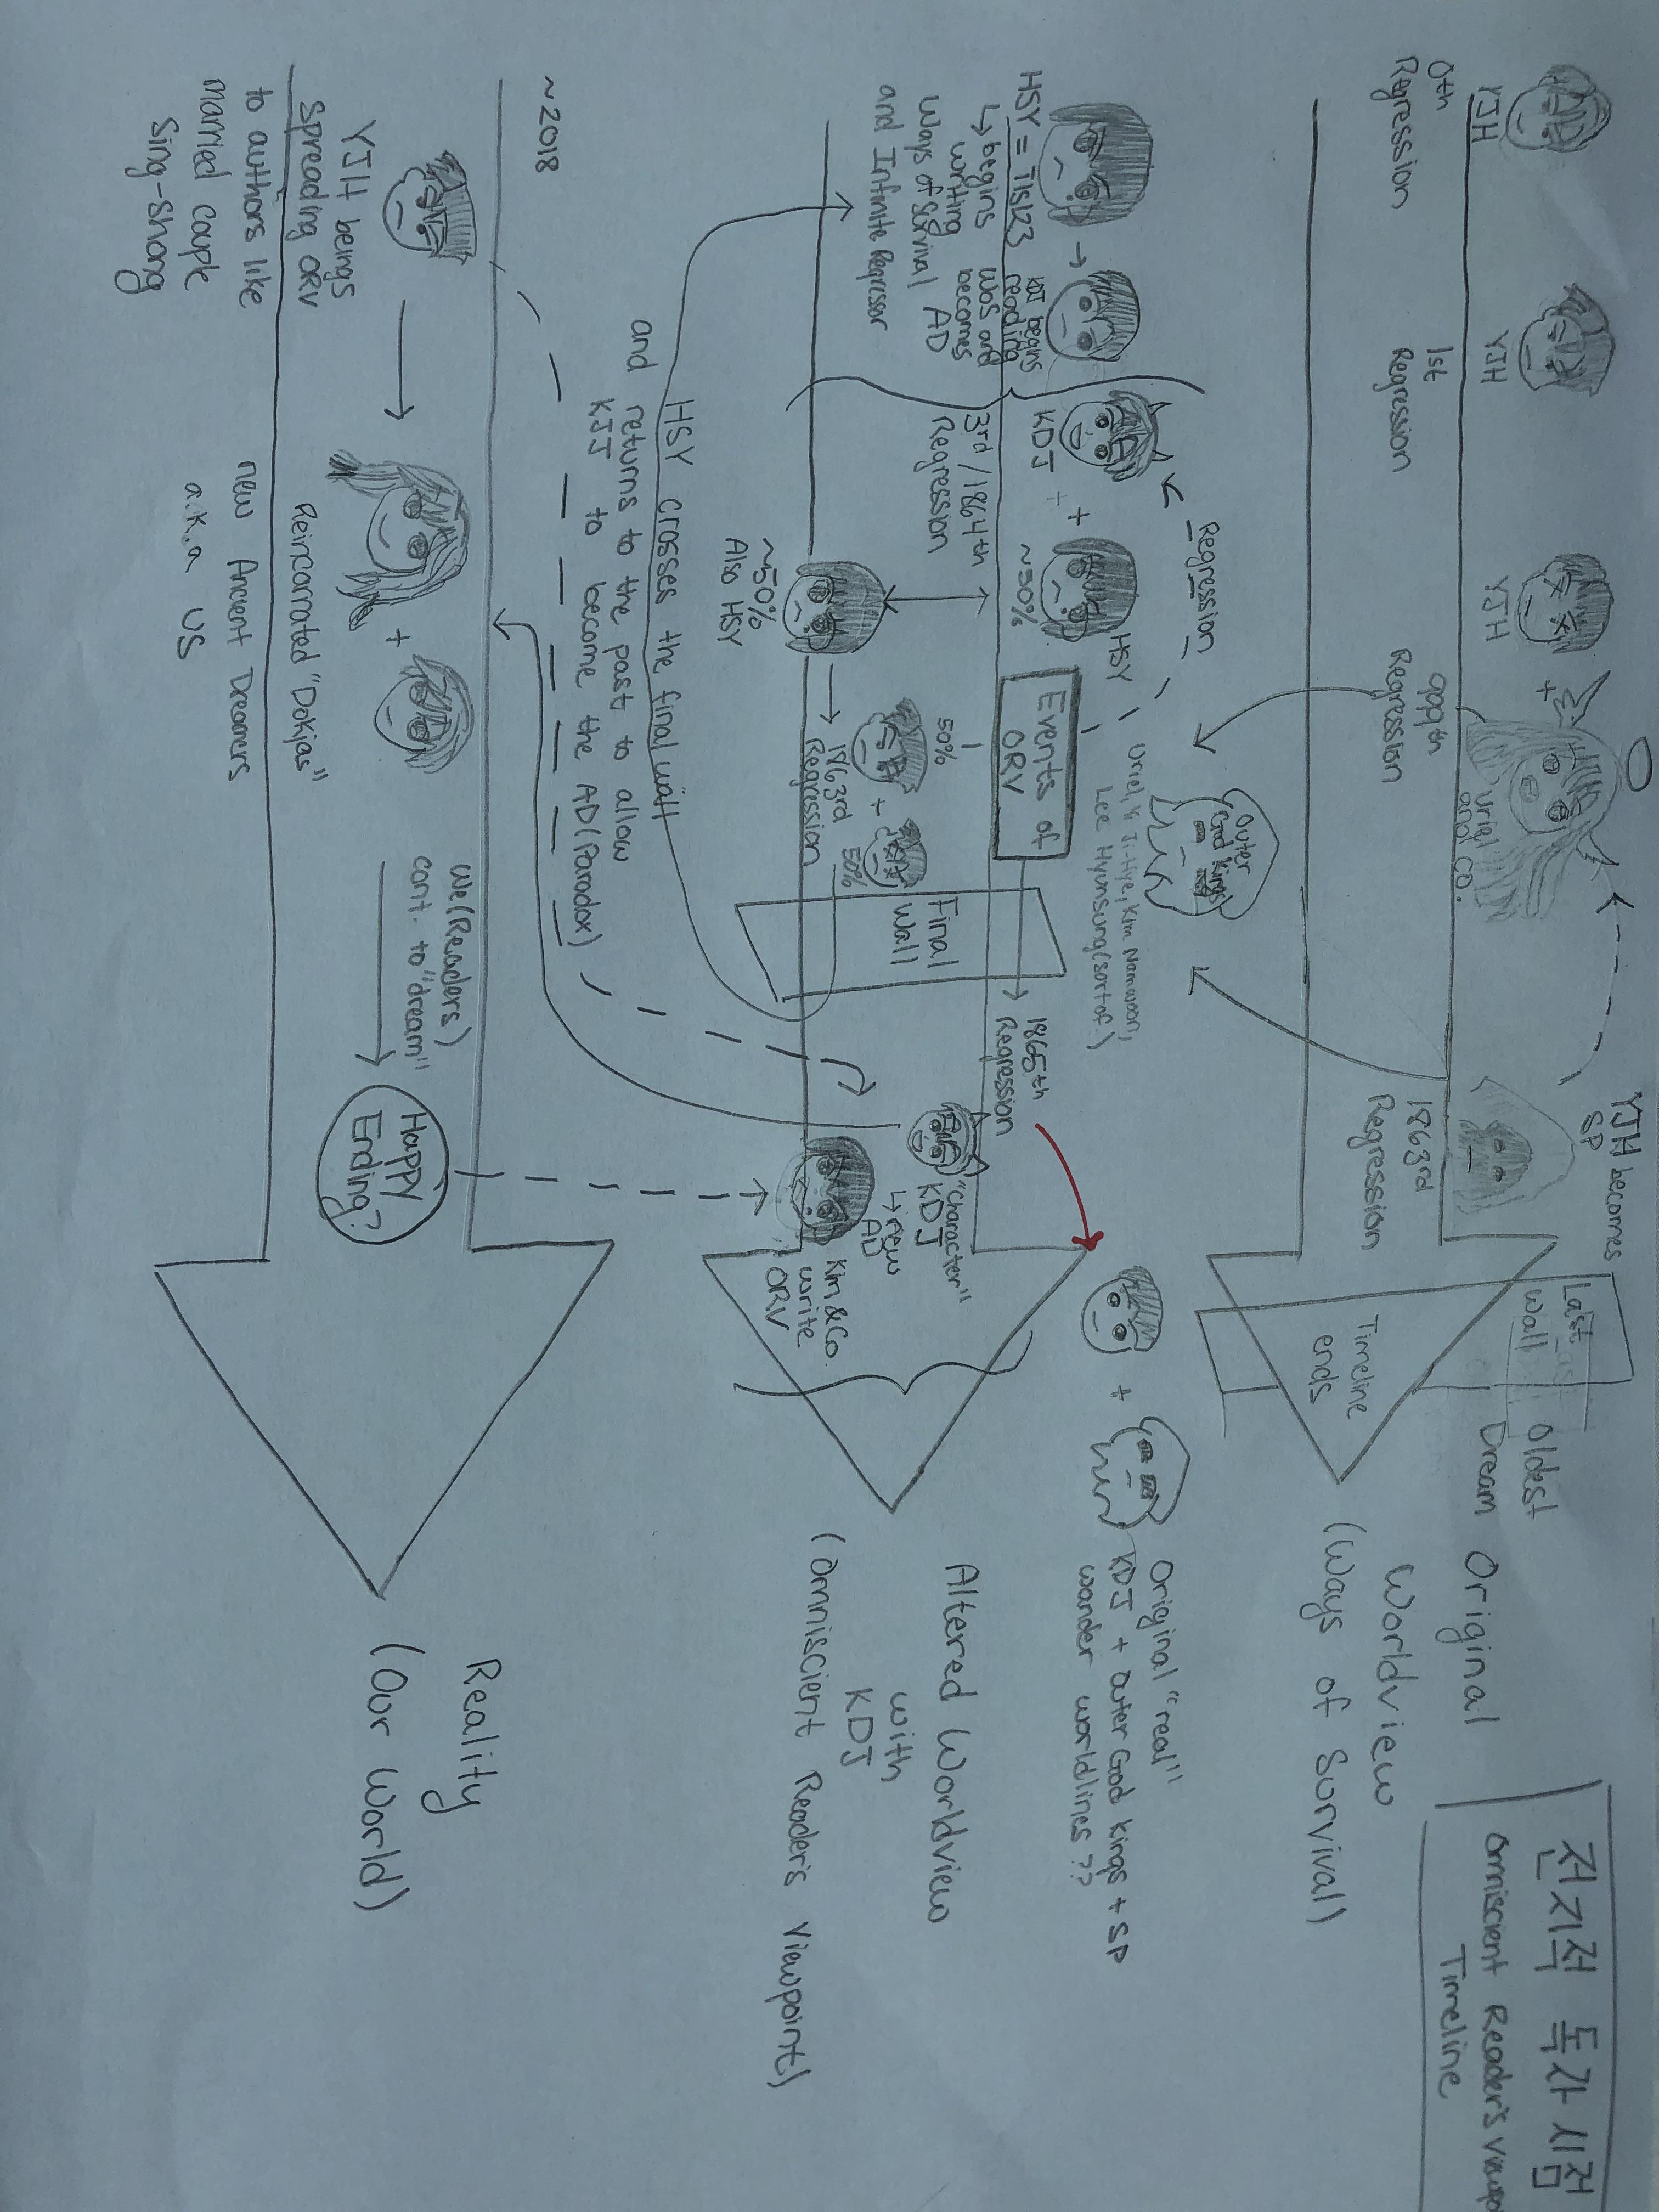 전지적 독자 시점
Omniscient Reader's Viewpo
Timeline
YJH
YJH
YJH
+
Uriel
and co.
YJH becomes
SP
Last
Wall
Oldest
Dream
0th
Regression
1st
Regression
999th
Regression
1863rd
Regression
Timeline
ends
Original
Worldview
(Ways of Survival)
Outer
God Kings
Uriel, Yi Ji-Hye, Kim Namwoon,
Lee Hyunsung (sort of.)
Regression
HSY = Tls123
↳ begins
writing
Ways of Survival
and Infinite Regressor
KDJ begins
reading
WoS and
becomes
AD
KDJ
+
HSY
~50%
3rd/1864th
Regression
Events of
ORV
50%
+
50%
1863rd
Regression
~50%
Also HSY
Final
Wall
1865th
Regression
+
Original "real"
KDJ + Outer God Kings + SP
wander worldlines ??
"Character"
KDJ
↳ new
AD
Kim & Co.
write
ORV
Altered Worldview
with
KDJ
(Omniscient Reader's Viewpoint)
HSY crosses the final wall
and returns to the past to allow
KJJ to become the AD (Paradox)
~2018
YJH beings
spreading ORV
to authors like
married couple
Sing-Shong
+
Reincarnated "Dokjas"
new Ancient Dreamers
a.k.a US
We (Readers)
cont. to "dream"
Happy
Ending?
Reality
(Our World)